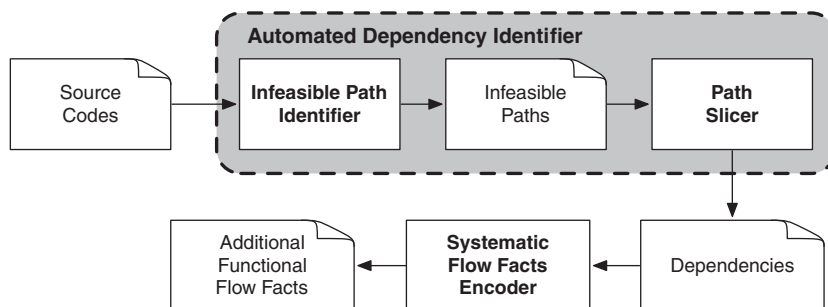 Automated Dependency Identifier
Source
Codes
Infeasible Path
Identifier
Infeasible
Paths
Path
Slicer
Additional
Functional
Flow Facts
Systematic
Flow Facts
Encoder
Dependencies